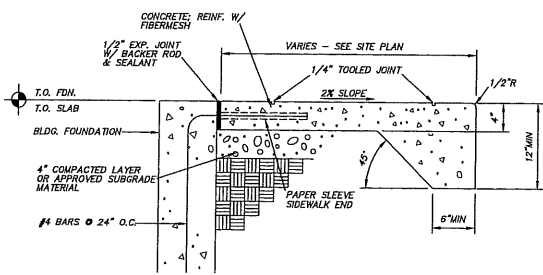 CONCRETE; REINF. W/
FIBERMESH
1/2" EXP. JOINT
W/ BACKER ROD
& SEALANT
VARIES - SEE SITE PLAN
1/4" TOOLED JOINT
2% SLOPE
1/2"R
T.O. FDN.
T.O. SLAB
BLDG. FOUNDATION
4"
12"MIN
45°
4" COMPACTED LAYER
OR APPROVED SUBGRADE
MATERIAL
PAPER SLEEVE
SIDEWALK END
#4 BARS @ 24" O.C.
6"MIN